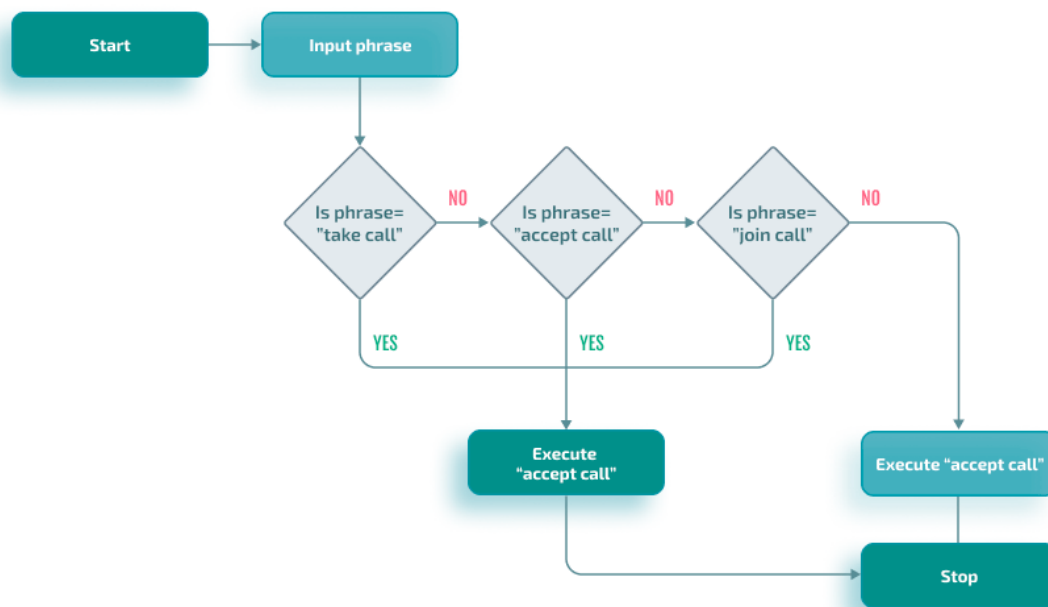 Start
Input phrase
NO
NO
NO
Is phrase=
”take call”
Is phrase=
”accept call”
Is phrase=
”join call”
YES
YES
YES
Execute
“accept call”
Execute “accept call”
Stop